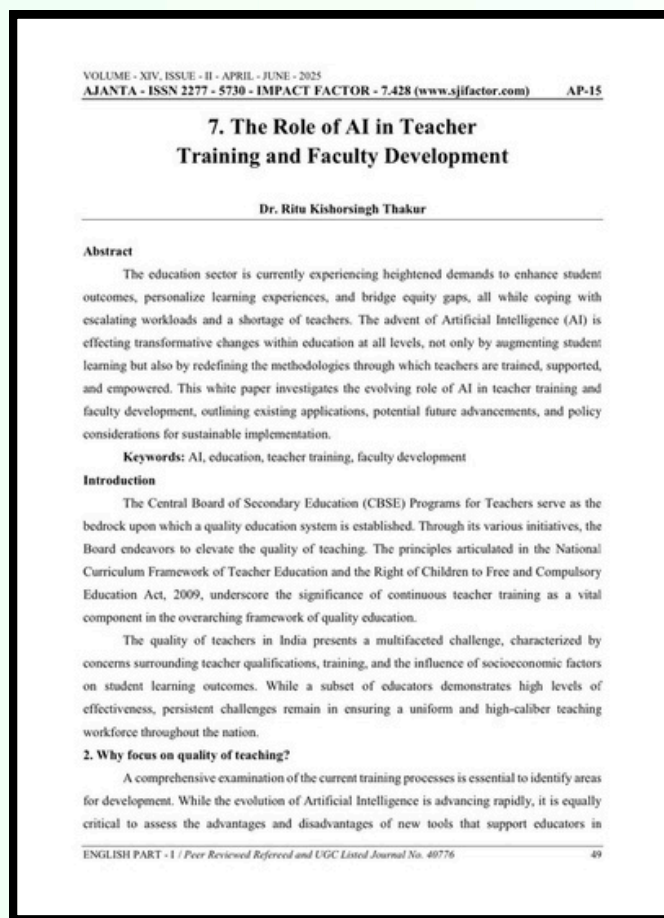 VOLUME - XIV, ISSUE - II - APRIL - JUNE - 2025
AJANTA - ISSN 2277 - 5730 - IMPACT FACTOR - 7.428 (www.sjifactor.com) AP-15
7. The Role of AI in Teacher
Training and Faculty Development
Dr. Ritu Kishorsingh Thakur
Abstract
The education sector is currently experiencing heightened demands to enhance student
outcomes, personalize learning experiences, and bridge equity gaps, all while coping with
escalating workloads and a shortage of teachers. The advent of Artificial Intelligence (AI) is
effecting transformative changes within education at all levels, not only by augmenting student
learning but also by redefining the methodologies through which teachers are trained, supported,
and empowered. This white paper investigates the evolving role of AI in teacher training and
faculty development, outlining existing applications, potential future advancements, and policy
considerations for sustainable implementation.
Keywords: AI, education, teacher training, faculty development
Introduction
The Central Board of Secondary Education (CBSE) Programs for Teachers serve as the
bedrock upon which a quality education system is established. Through its various initiatives, the
Board endeavors to elevate the quality of teaching. The principles articulated in the National
Curriculum Framework of Teacher Education and the Right of Children to Free and Compulsory
Education Act, 2009, underscore the significance of continuous teacher training as a vital
component in the overarching framework of quality education.
The quality of teachers in India presents a multifaceted challenge, characterized by
concerns surrounding teacher qualifications, training, and the influence of socioeconomic factors
on student learning outcomes. While a subset of educators demonstrates high levels of
effectiveness, persistent challenges remain in ensuring a uniform and high-caliber teaching
workforce throughout the nation.
2. Why focus on quality of teaching?
A comprehensive examination of the current training processes is essential to identify areas
for development. While the evolution of Artificial Intelligence is advancing rapidly, it is equally
critical to assess the advantages and disadvantages of new tools that support educators in
ENGLISH PART - I / Peer Reviewed Refereed and UGC Listed Journal No. 40776 49